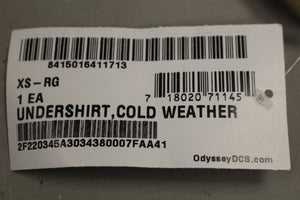 8415016411713
XS-RG
1 EA
7 18020 71145
UNDERSHIRT,COLD WEATHER
2F220345A3034380007FAA41
OdysseyDCS.com